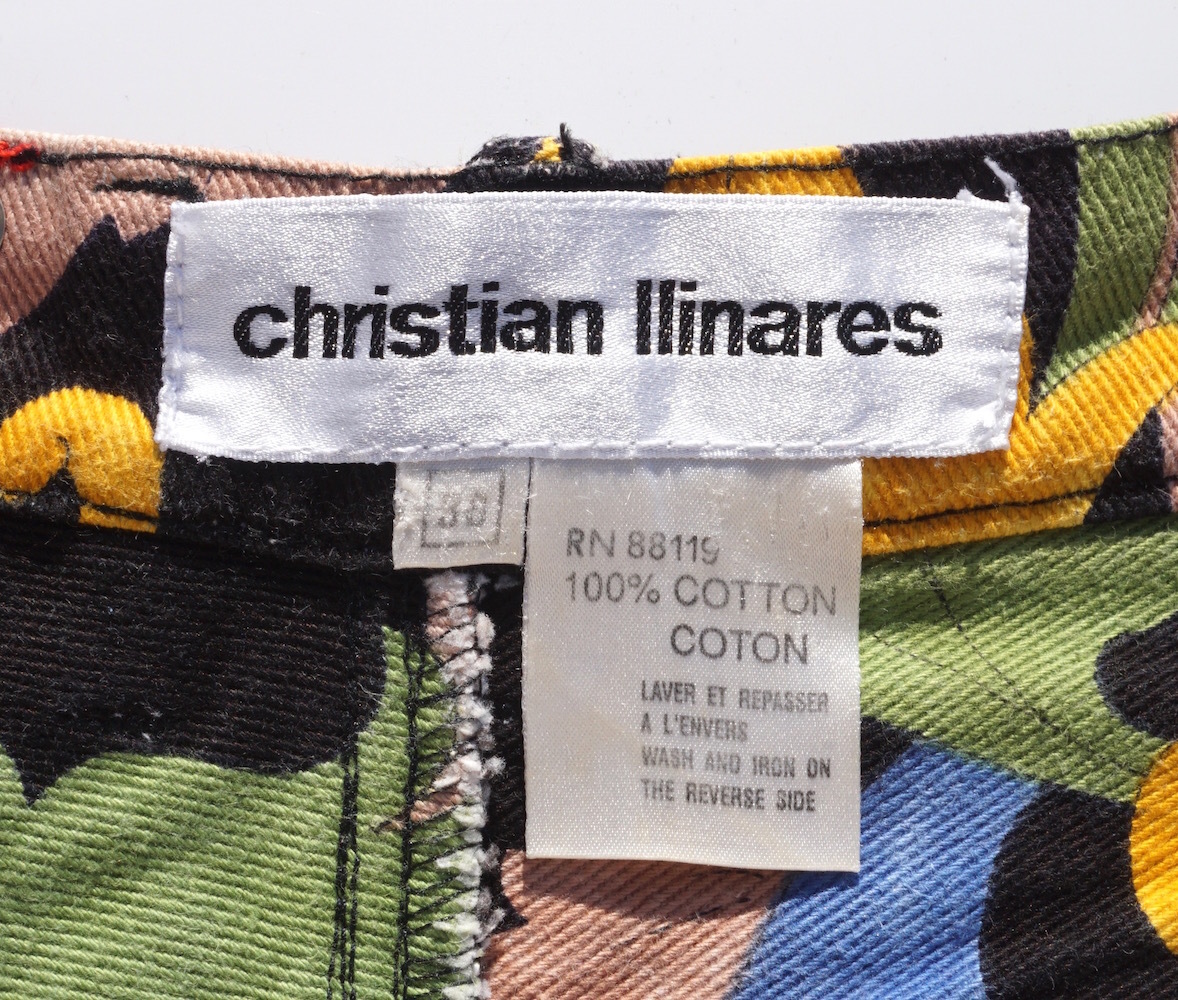 christian llinares
38
RN 88119
100% COTTON
COTON
LAVER ET REPASSER
A L'ENVERS
WASH AND IRON ON
THE REVERSE SIDE